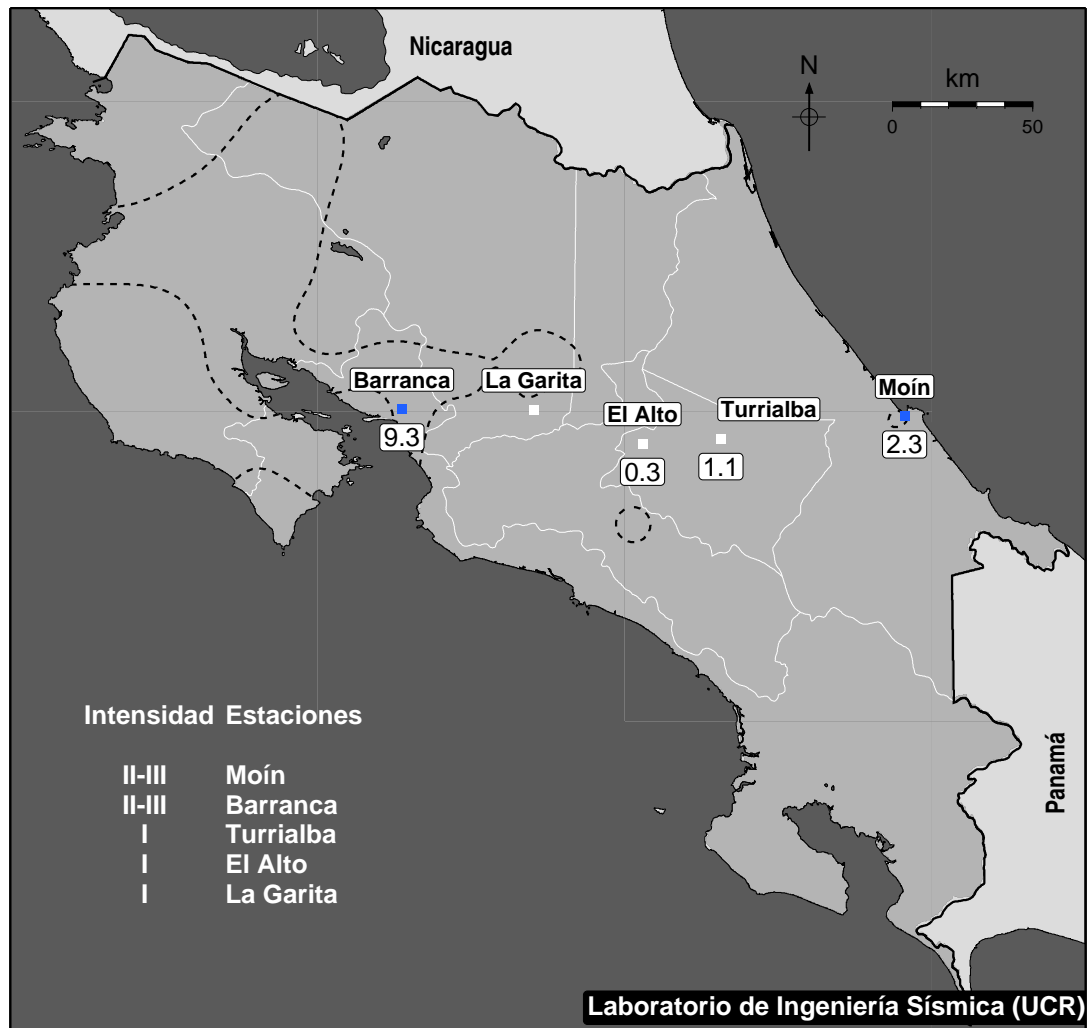 Nicaragua
N
km
0 50
Barranca
La Garita
Moín
El Alto
Turrialba
9.3
0.3
1.1
2.3
Panamá
Intensidad Estaciones
II-III Moín
II-III Barranca
I Turrialba
I El Alto
I La Garita
Laboratorio de Ingeniería Sísmica (UCR)